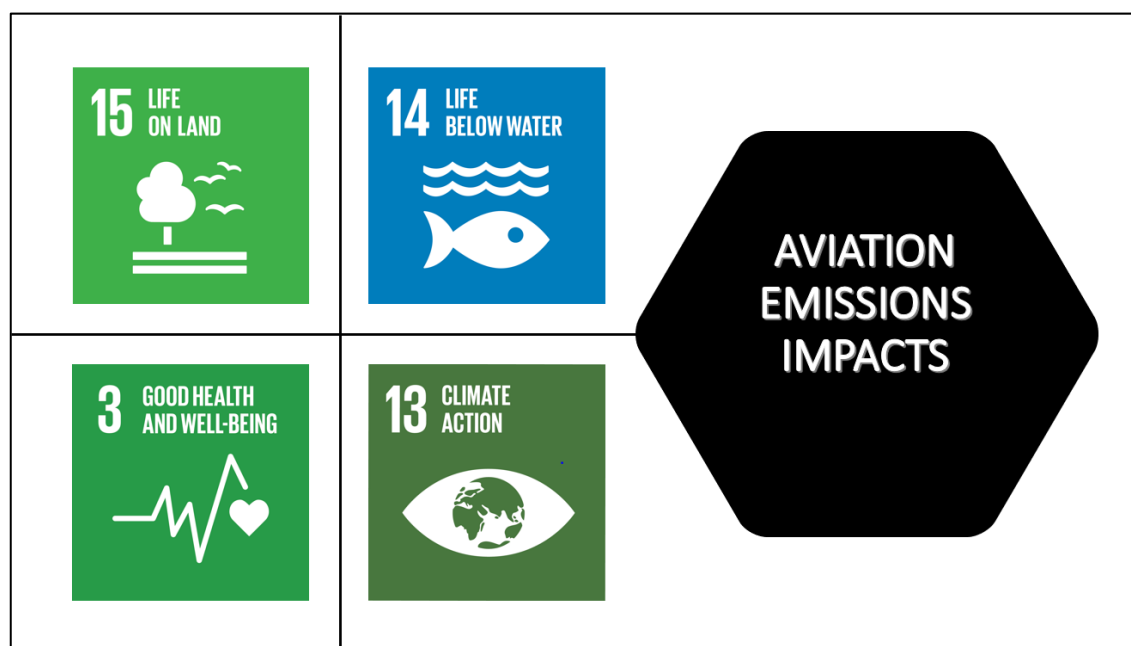 15 LIFE
ON LAND
14 LIFE
BELOW WATER
AVIATION
EMISSIONS
IMPACTS
3 GOOD HEALTH
AND WELL-BEING
13 CLIMATE
ACTION